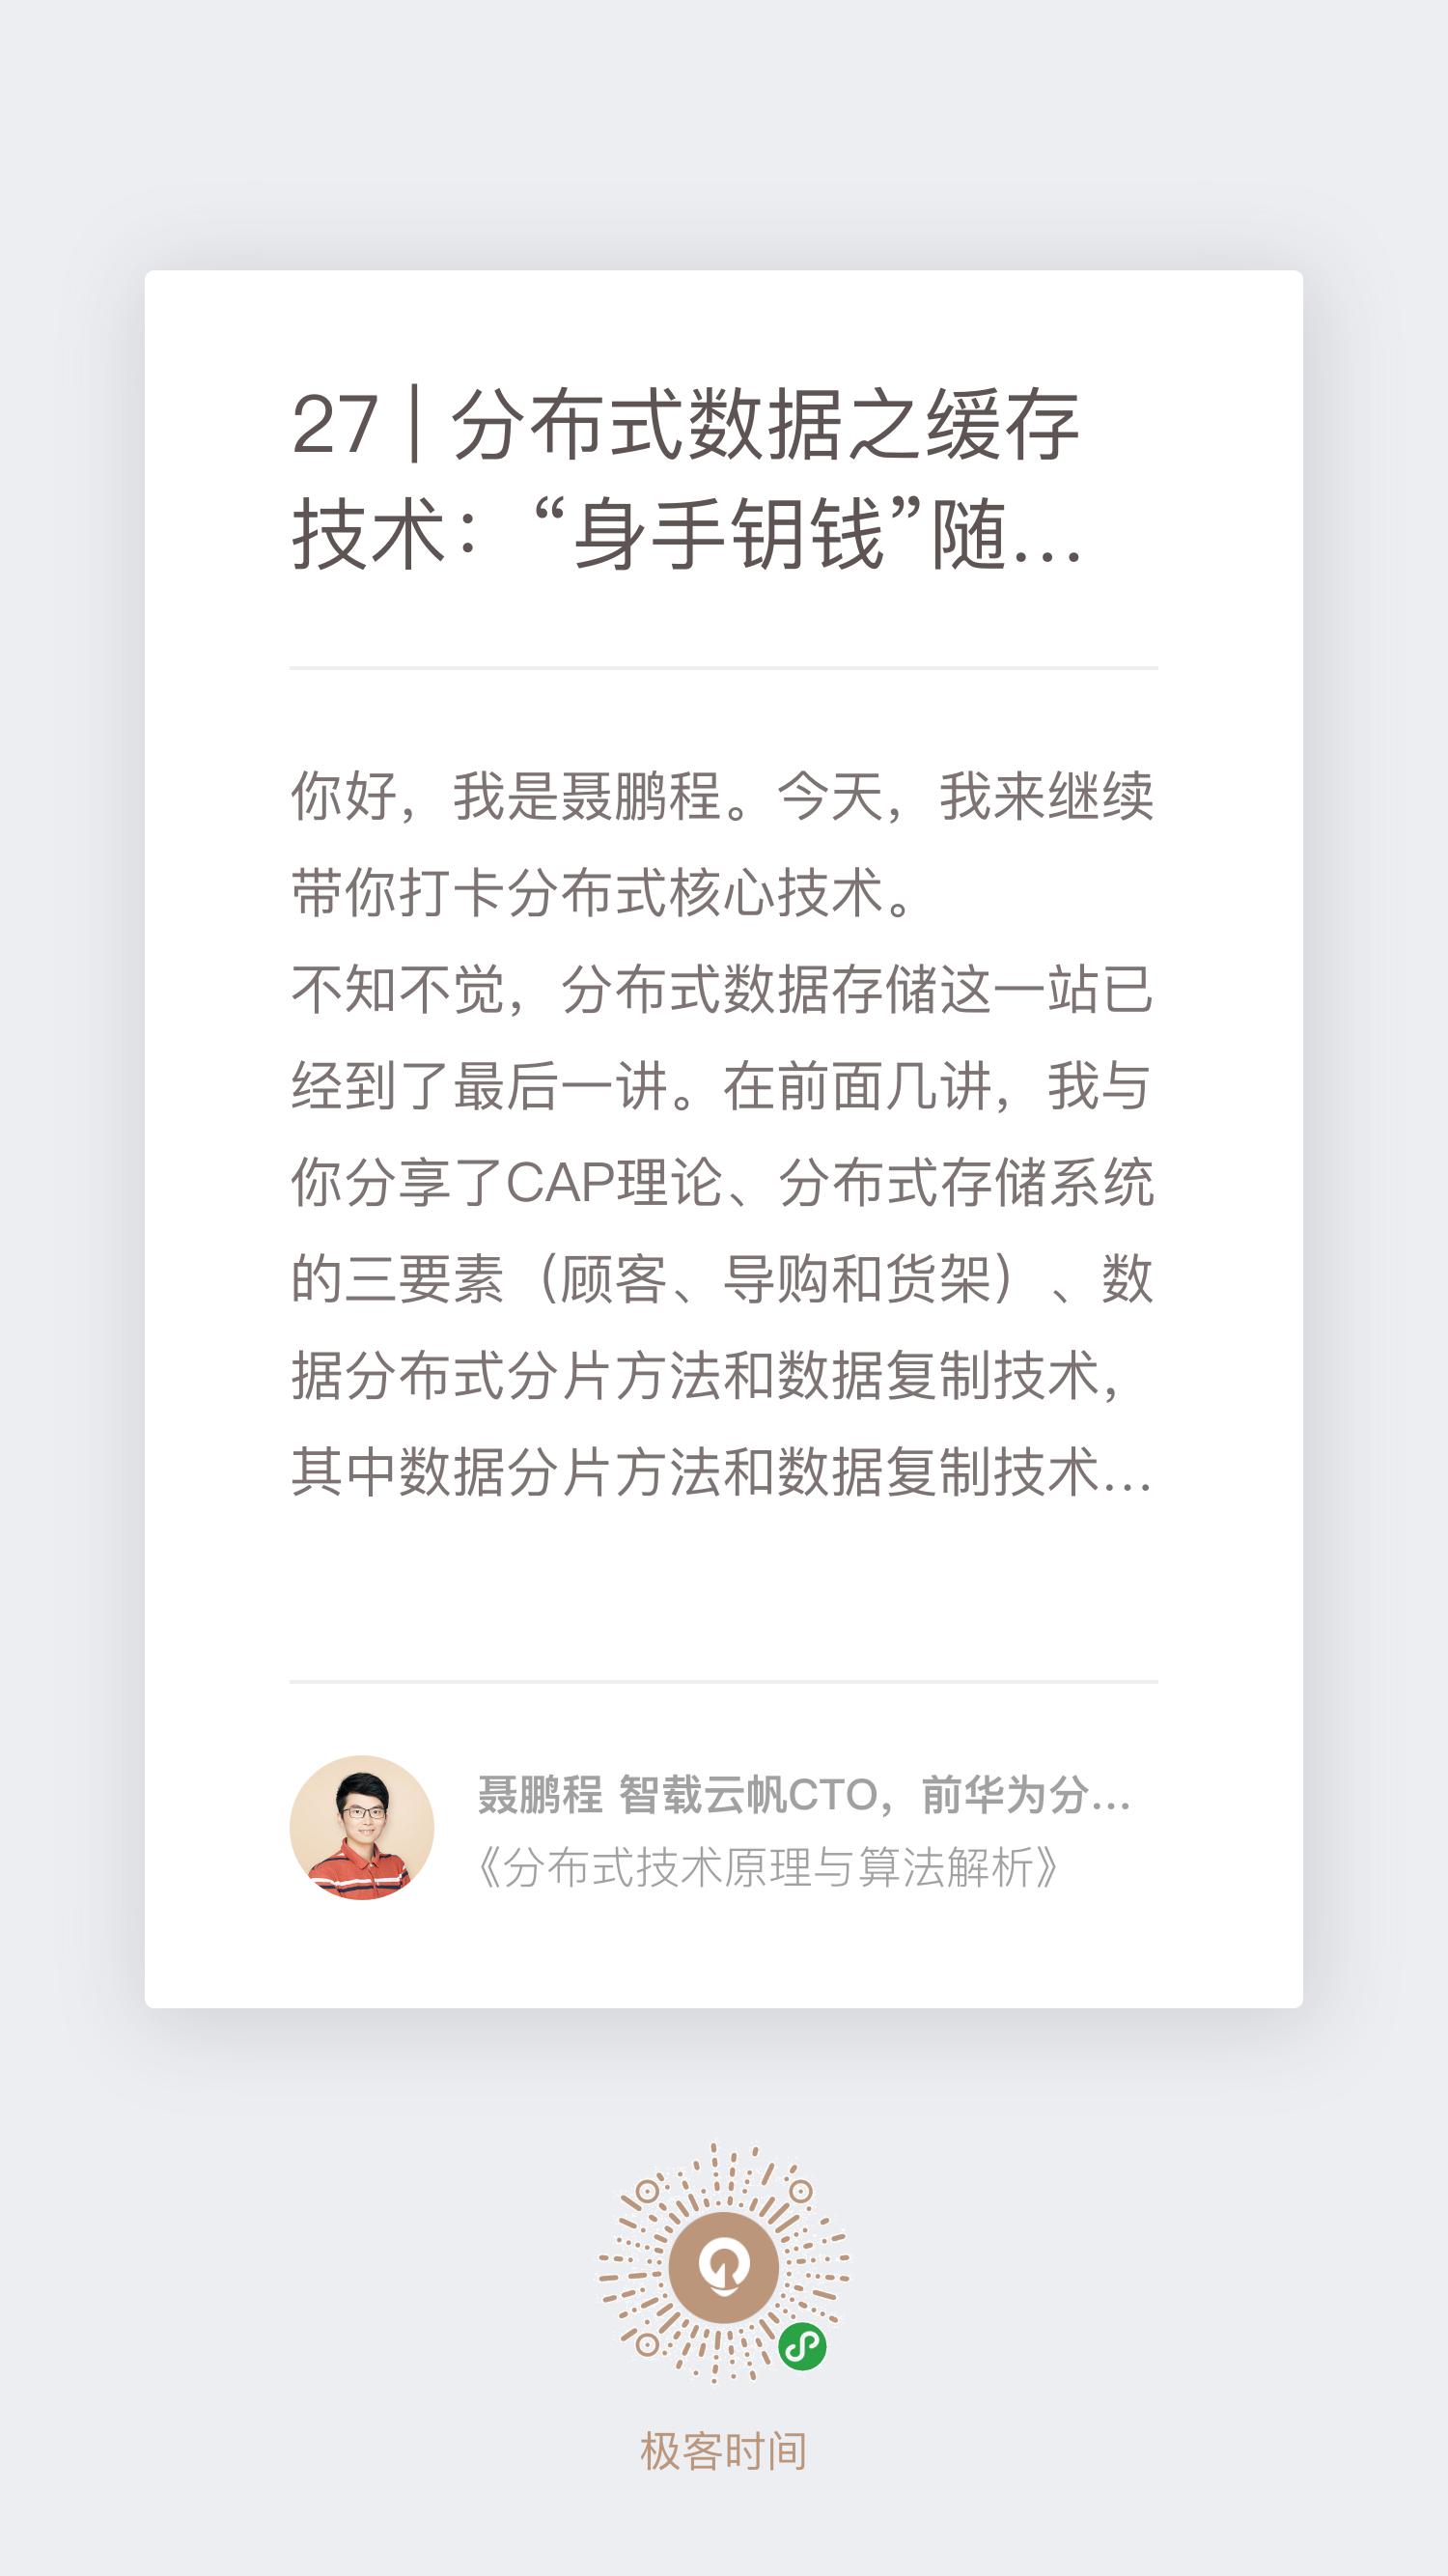 27 | 分布式数据之缓存
技术：“身手钥钱”随...
你好，我是聂鹏程。今天，我来继续
带你打卡分布式核心技术。
不知不觉，分布式数据存储这一站已
经到了最后一讲。在前面几讲，我与
你分享了CAP理论、分布式存储系统
的三要素（顾客、导购和货架）、数
据分布式分片方法和数据复制技术，
其中数据分片方法和数据复制技术...
聂鹏程 智载云帆CTO，前华为分...
《分布式技术原理与算法解析》
极客时间